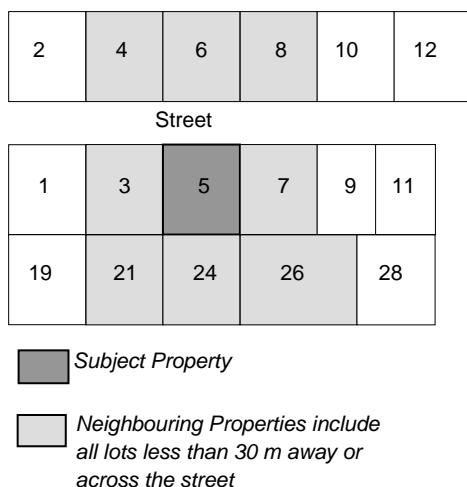 2 4 6 8 10 12
Street
1 3 5 7 9 11
19 21 24 26 28
Subject Property
Neighbouring Properties include
all lots less than 30 m away or
across the street